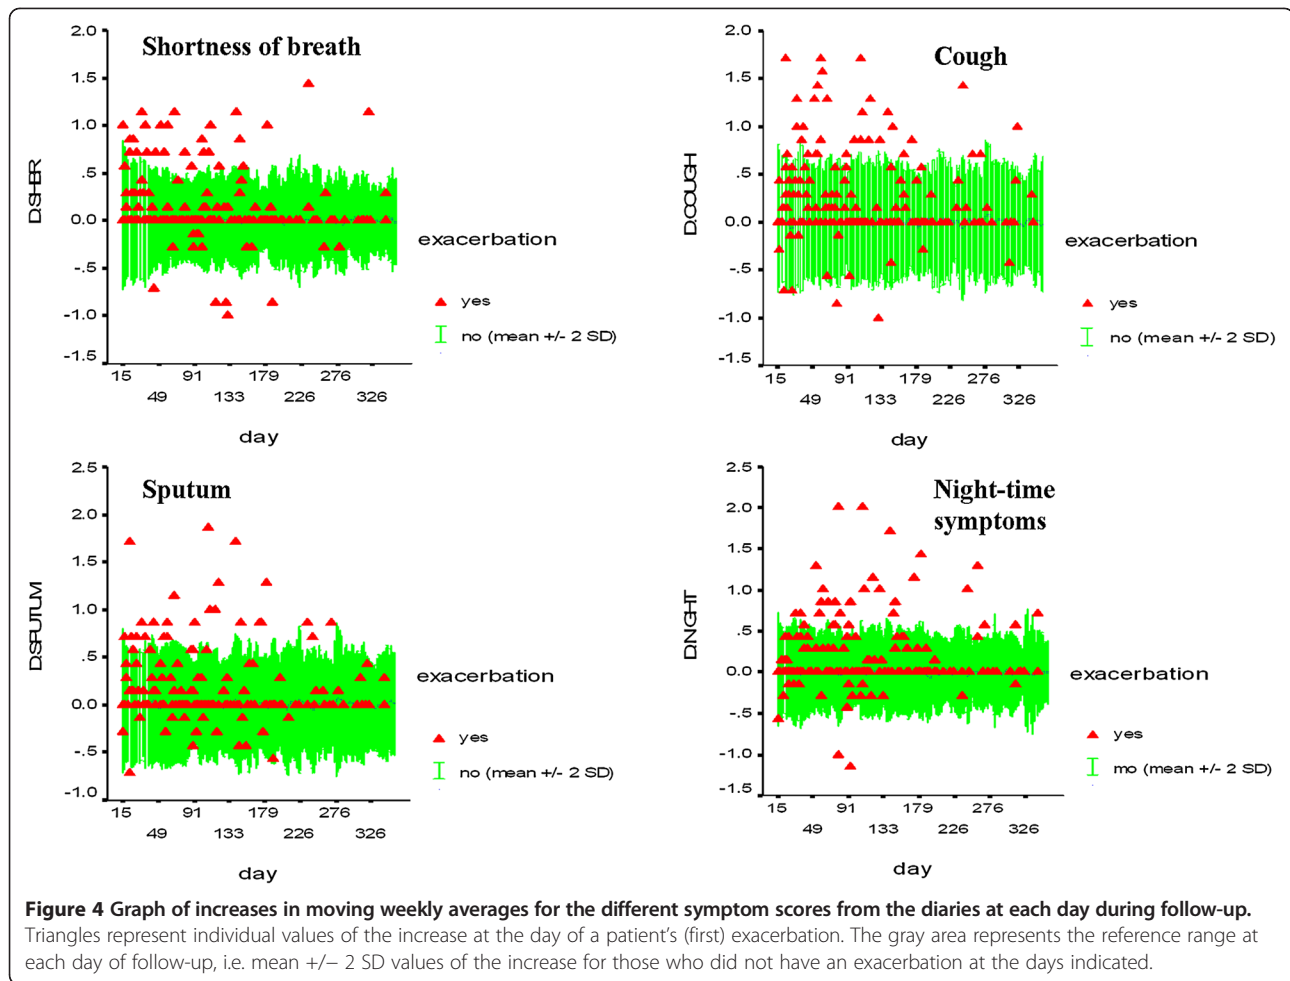 2.0
Shortness of breath
1.5
1.0
.5
0.0
-.5
-1.0
-1.5
D.SHBR
exacerbation
yes
no (mean +/- 2 SD)
15 91 179 276
49 133 226 326
day
2.0
Cough
1.5
1.0
.5
0.0
-.5
-1.0
-1.5
D.COUGH
exacerbation
yes
no (mean +/- 2 SD)
15 91 179 276
49 133 226 326
day
2.5
Sputum
2.0
1.5
1.0
.5
0.0
-.5
-1.0
D.SPUTUM
exacerbation
yes
no (mean +/- 2 SD)
15 91 179 276
49 133 226 326
day
2.5
Night-time
symptoms
2.0
1.5
1.0
.5
0.0
-.5
-1.0
-1.5
D.NIGHT
exacerbation
yes
mo (mean +/- 2 SD)
15 91 179 276
49 133 226 326
day
Figure 4 Graph of increases in moving weekly averages for the different symptom scores from the diaries at each day during follow-up.
Triangles represent individual values of the increase at the day of a patient's (first) exacerbation. The gray area represents the reference range at
each day of follow-up, i.e. mean +/− 2 SD values of the increase for those who did not have an exacerbation at the days indicated.